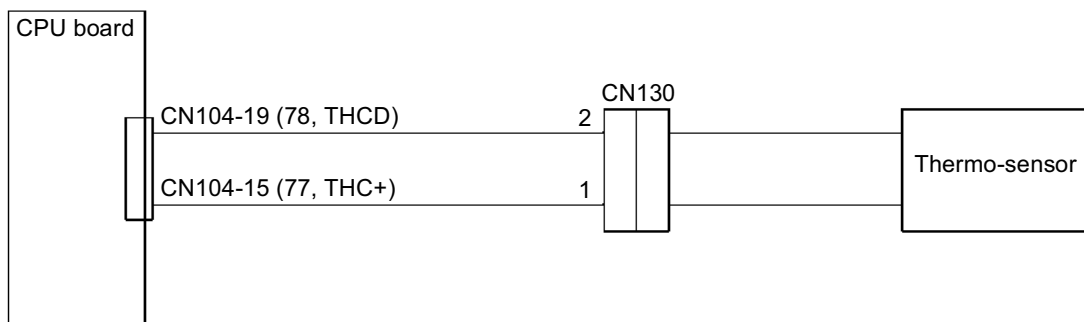 CPU board
CN130
CN104-19 (78, THCD)
2
CN104-15 (77, THC+)
1
Thermo-sensor